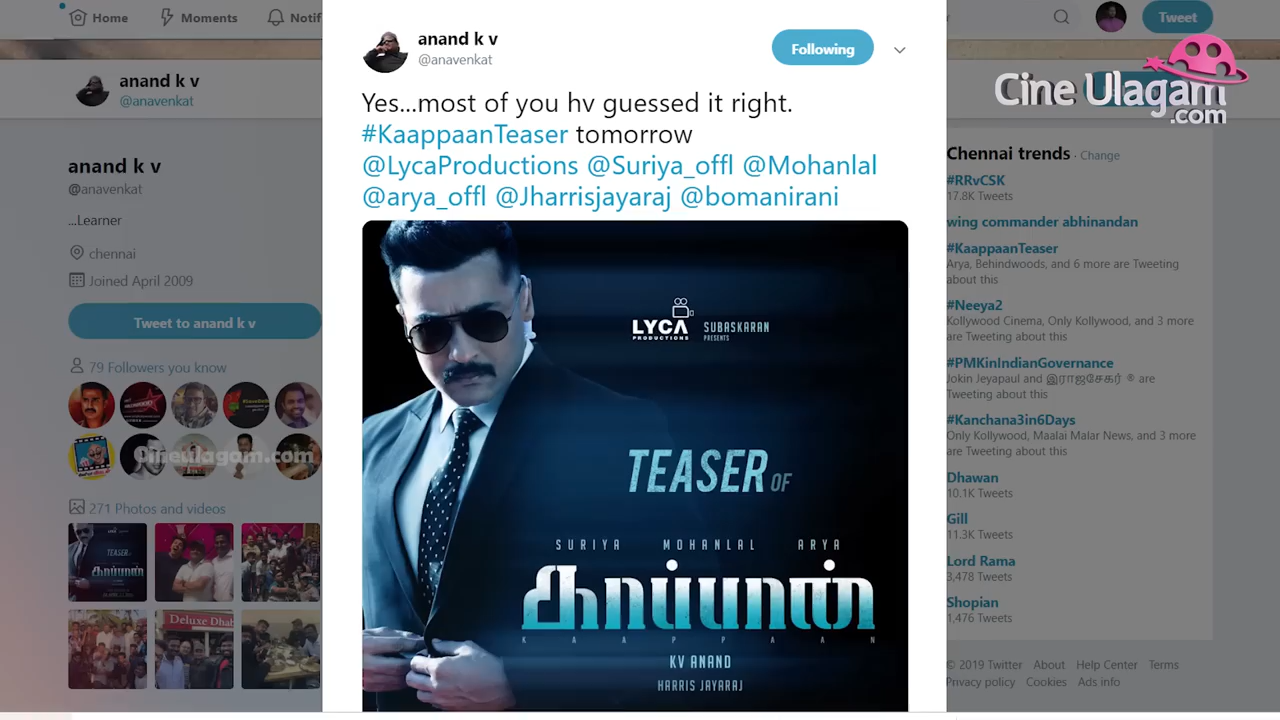 Home
Moments
Notif
Tweet
anand k v
@anavenkat
anand k v
@anavenkat
...Learner
chennai
Joined April 2009
Tweet to anand k v
79 Followers you know
Cineulagam.com
271 Photos and videos
anand k v
@anavenkat
Following
Yes...most of you hv guessed it right.
#KaappaanTeaser tomorrow
@LycaProductions @Suriya_offl @Mohanlal
@arya_offl @Jharrisjayaraj @bomanirani
LYCA
PRODUCTIONS
SUBASKARAN
PRESENTS
TEASER OF
SURIYA MOHANLAL ARYA
காப்பான்
KAAPPAAN
KV ANAND
HARRIS JAYARAJ
Cine Ulagam
.com
Chennai trends · Change
#RRvCSK
17.8K Tweets
wing commander abhinandan
#KaappaanTeaser
Arya, Behindwoods, and 6 more are Tweeting
about this
#Neeya2
Kollywood Cinema, Only Kollywood, and 3 more
are Tweeting about this
#PMKinIndianGovernance
Jokin Jeyapaul and இராஜசேகர் ® are
Tweeting about this
#Kanchana3in6Days
Only Kollywood, Maalai Malar News, and 3 more
are Tweeting about this
Dhawan
10.1K Tweets
Gill
11.3K Tweets
Lord Rama
3,478 Tweets
Shopian
1,476 Tweets
© 2019 Twitter About Help Center Terms
Privacy policy Cookies Ads info
TEASER OF
காப்பான்
Deluxe Dhab